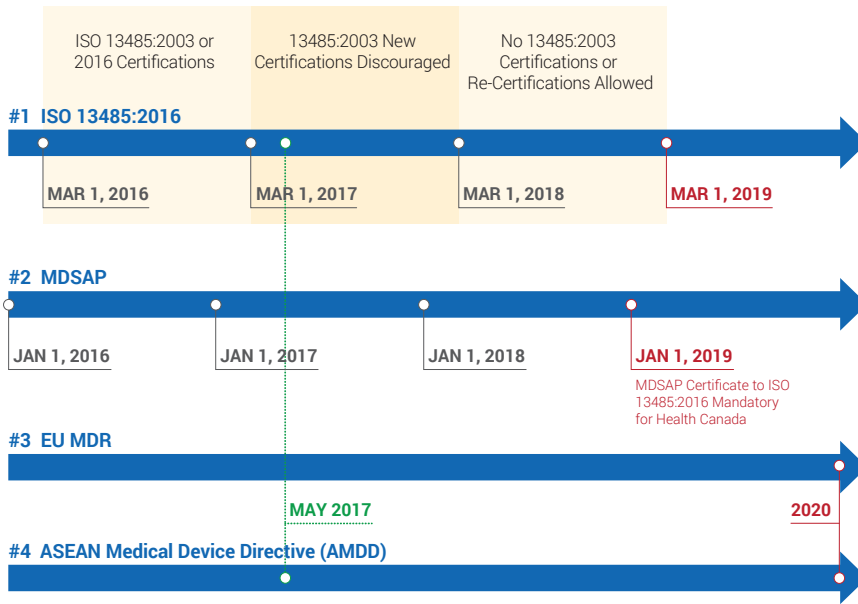 ISO 13485:2003 or
2016 Certifications
13485:2003 New
Certifications Discouraged
No 13485:2003
Certifications or
Re-Certifications Allowed
#1 ISO 13485:2016
MAR 1, 2016
MAR 1, 2017
MAR 1, 2018
MAR 1, 2019
#2 MDSAP
JAN 1, 2016
JAN 1, 2017
JAN 1, 2018
JAN 1, 2019
MDSAP Certificate to ISO
13485:2016 Mandatory
for Health Canada
#3 EU MDR
MAY 2017
2020
#4 ASEAN Medical Device Directive (AMDD)